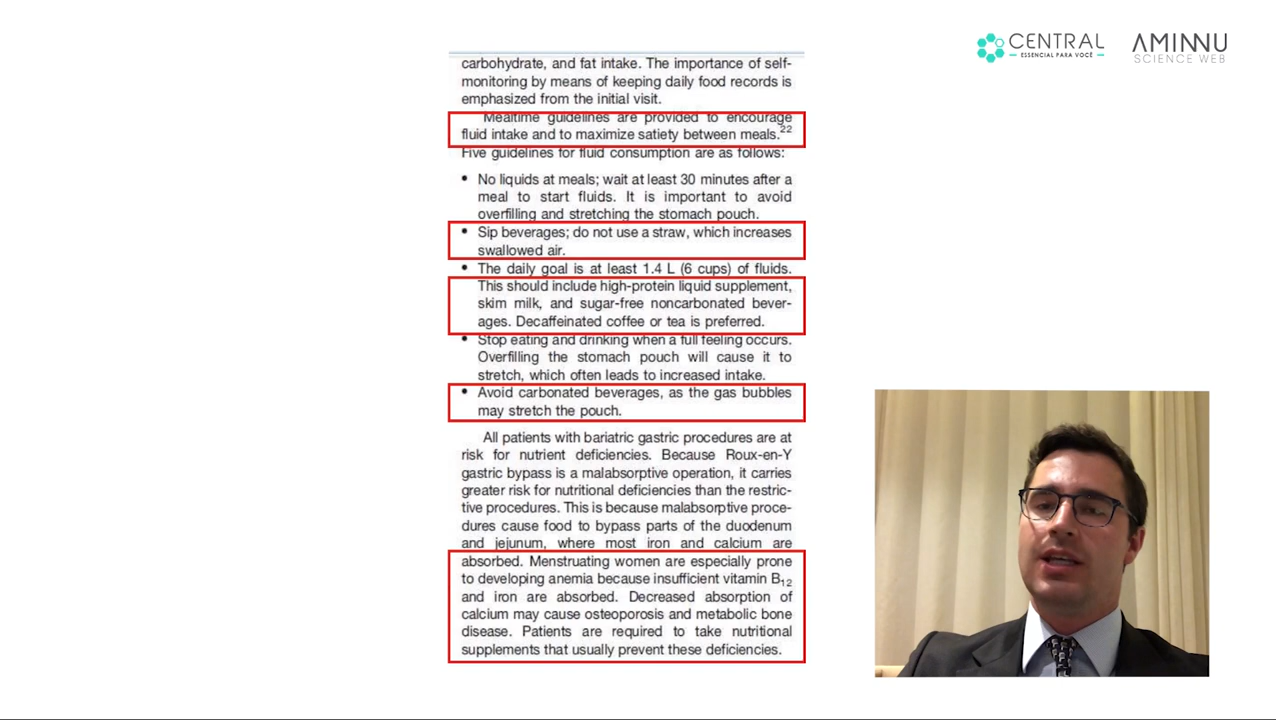 CENTRAL
ESSENCIAL PARA VOCÊ
AMINNU
SCIENCE WEB
carbohydrate, and fat intake. The importance of self-
monitoring by means of keeping daily food records is
emphasized from the initial visit.
Mealtime guidelines are provided to encourage
fluid intake and to maximize satiety between meals.22
Five guidelines for fluid consumption are as follows:
• No liquids at meals; wait at least 30 minutes after a
meal to start fluids. It is important to avoid
overfilling and stretching the stomach pouch.
• Sip beverages; do not use a straw, which increases
swallowed air.
• The daily goal is at least 1.4 L (6 cups) of fluids.
This should include high-protein liquid supplement,
skim milk, and sugar-free noncarbonated bever-
ages. Decaffeinated coffee or tea is preferred.
• Stop eating and drinking when a full feeling occurs.
Overfilling the stomach pouch will cause it to
stretch, which often leads to increased intake.
• Avoid carbonated beverages, as the gas bubbles
may stretch the pouch.
All patients with bariatric gastric procedures are at
risk for nutrient deficiencies. Because Roux-en-Y
gastric bypass is a malabsorptive operation, it carries
greater risk for nutritional deficiencies than the restric-
tive procedures. This is because malabsorptive proce-
dures cause food to bypass parts of the duodenum
and jejunum, where most iron and calcium are
absorbed. Menstruating women are especially prone
to developing anemia because insufficient vitamin B12
and iron are absorbed. Decreased absorption of
calcium may cause osteoporosis and metabolic bone
disease. Patients are required to take nutritional
supplements that usually prevent these deficiencies.